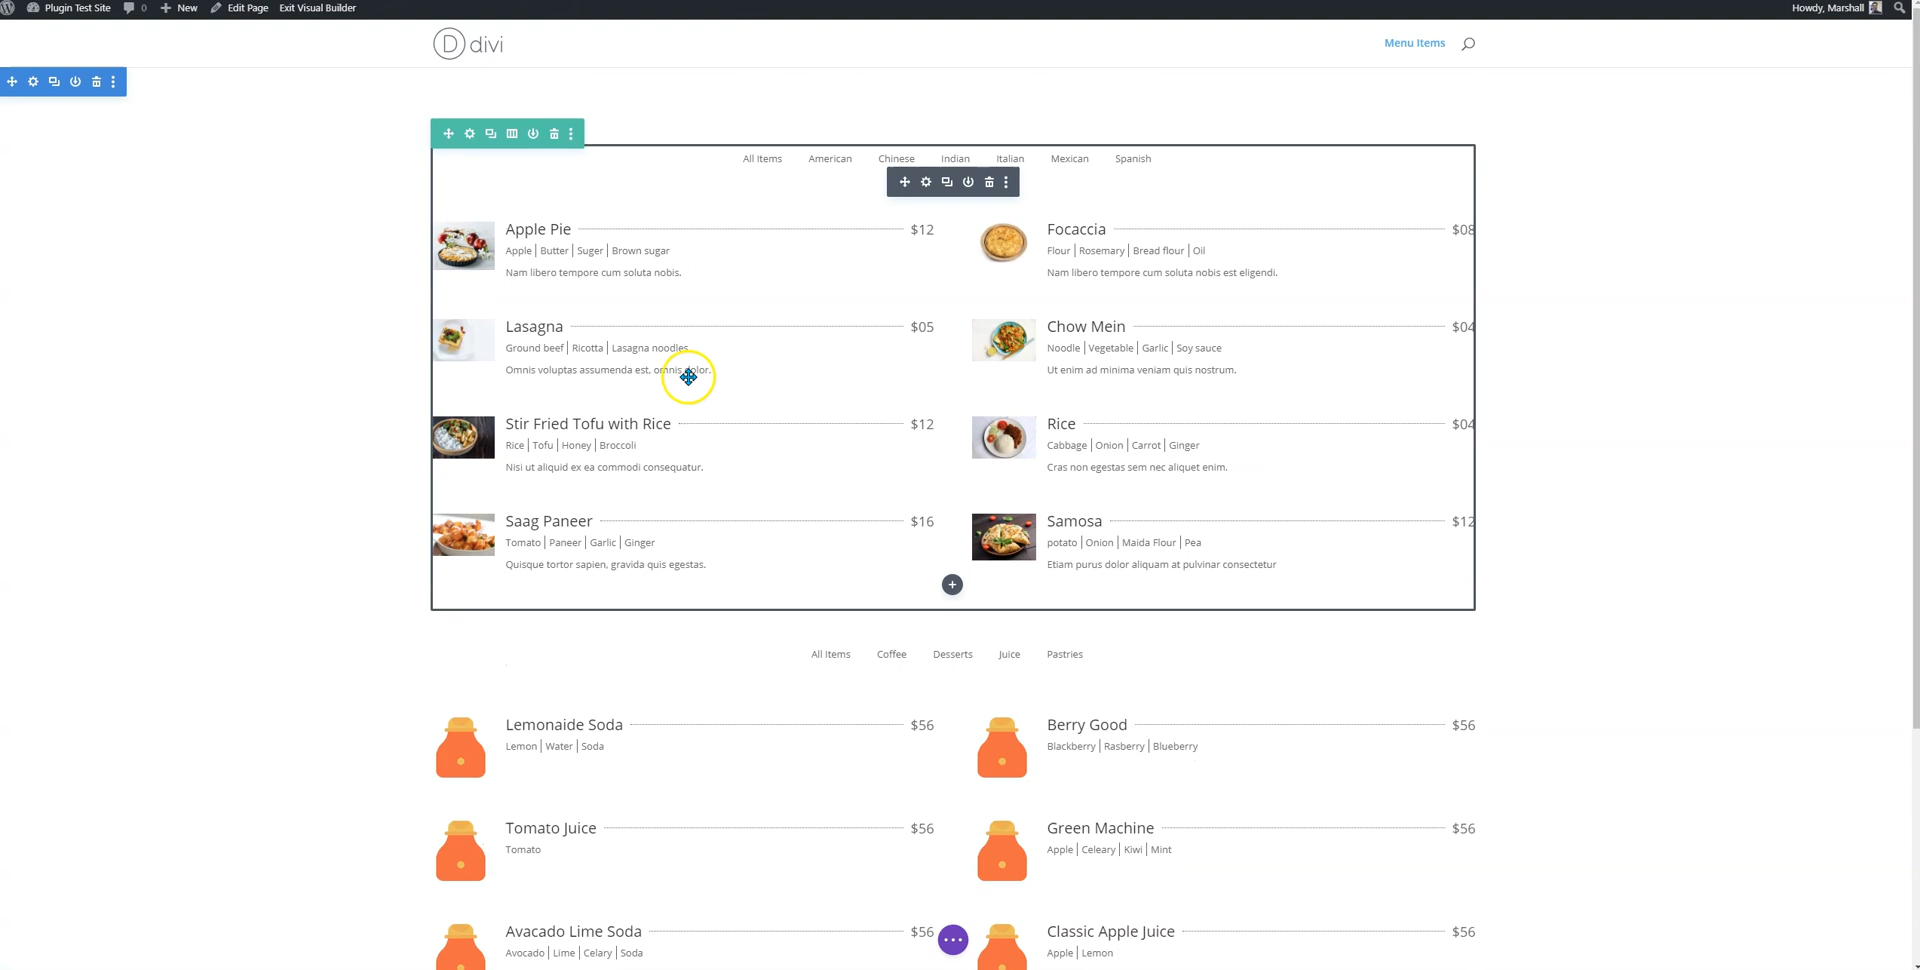 Plugin Test Site 0 New Edit Page Exit Visual Builder Howdy, Marshall
D divi Menu Items
All Items American Chinese Indian Italian Mexican Spanish
Apple Pie $12
Apple | Butter | Suger | Brown sugar
Nam libero tempore cum soluta nobis.
Focaccia $08
Flour | Rosemary | Bread flour | Oil
Nam libero tempore cum soluta nobis est eligendi.
Lasagna $05
Ground beef | Ricotta | Lasagna noodles
Omnis voluptas assumenda est, omnis dolor.
Chow Mein $04
Noodle | Vegetable | Garlic | Soy sauce
Ut enim ad minima veniam quis nostrum.
Stir Fried Tofu with Rice $12
Rice | Tofu | Honey | Broccoli
Nisi ut aliquid ex ea commodi consequatur.
Rice $04
Cabbage | Onion | Carrot | Ginger
Cras non egestas sem nec aliquet enim.
Saag Paneer $16
Tomato | Paneer | Garlic | Ginger
Quisque tortor sapien, gravida quis egestas.
Samosa $12
potato | Onion | Maida Flour | Pea
Etiam purus dolor aliquam at pulvinar consectetur
All Items Coffee Desserts Juice Pastries
Lemonaide Soda $56
Lemon | Water | Soda
Berry Good $56
Blackberry | Rasberry | Blueberry
Tomato Juice $56
Tomato
Green Machine $56
Apple | Celeary | Kiwi | Mint
Avacado Lime Soda $56
Avocado | Lime | Celary | Soda
Classic Apple Juice $56
Apple | Lemon